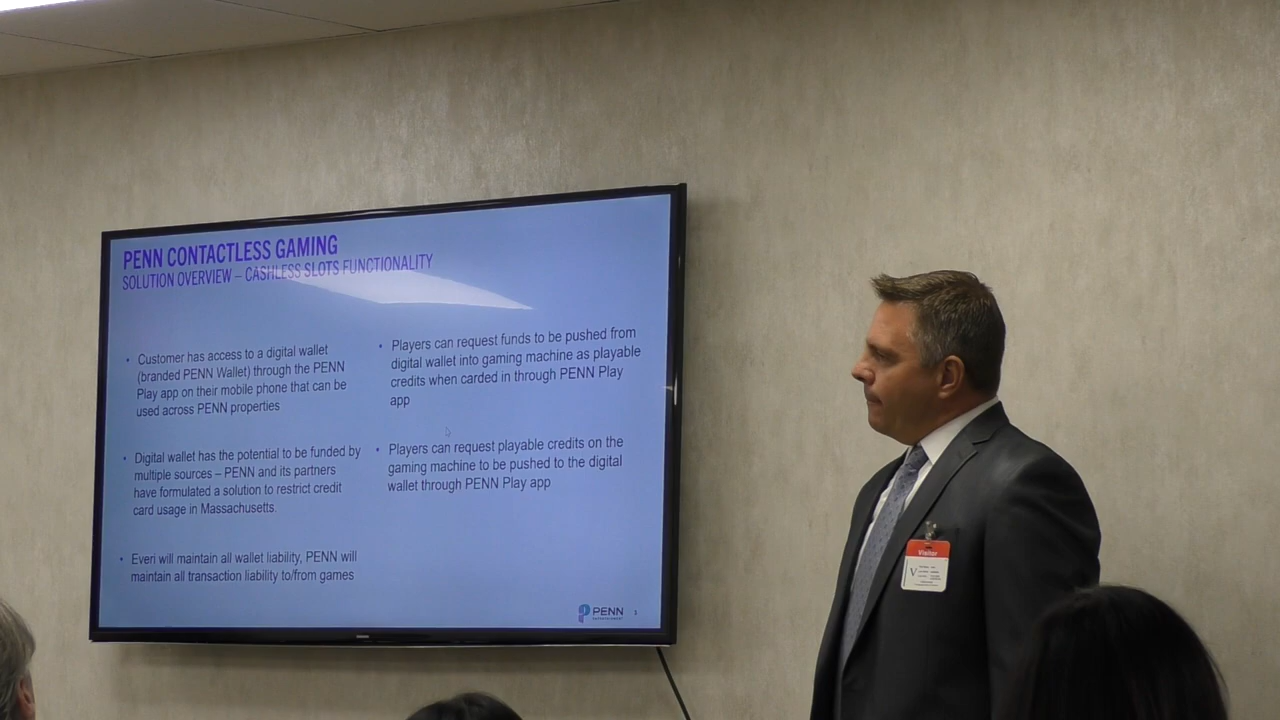 PENN CONTACTLESS GAMING
SOLUTION OVERVIEW – CASHLESS SLOTS FUNCTIONALITY
• Customer has access to a digital wallet
(branded PENN Wallet) through the PENN
Play app on their mobile phone that can be
used across PENN properties
• Digital wallet has the potential to be funded by
multiple sources – PENN and its partners
have formulated a solution to restrict credit
card usage in Massachusetts.
• Everi will maintain all wallet liability, PENN will
maintain all transaction liability to/from games
• Players can request funds to be pushed from
digital wallet into gaming machine as playable
credits when carded in through PENN Play
app
• Players can request playable credits on the
gaming machine to be pushed to the digital
wallet through PENN Play app
PENN
ENTERTAINMENT
1
Visitor
V